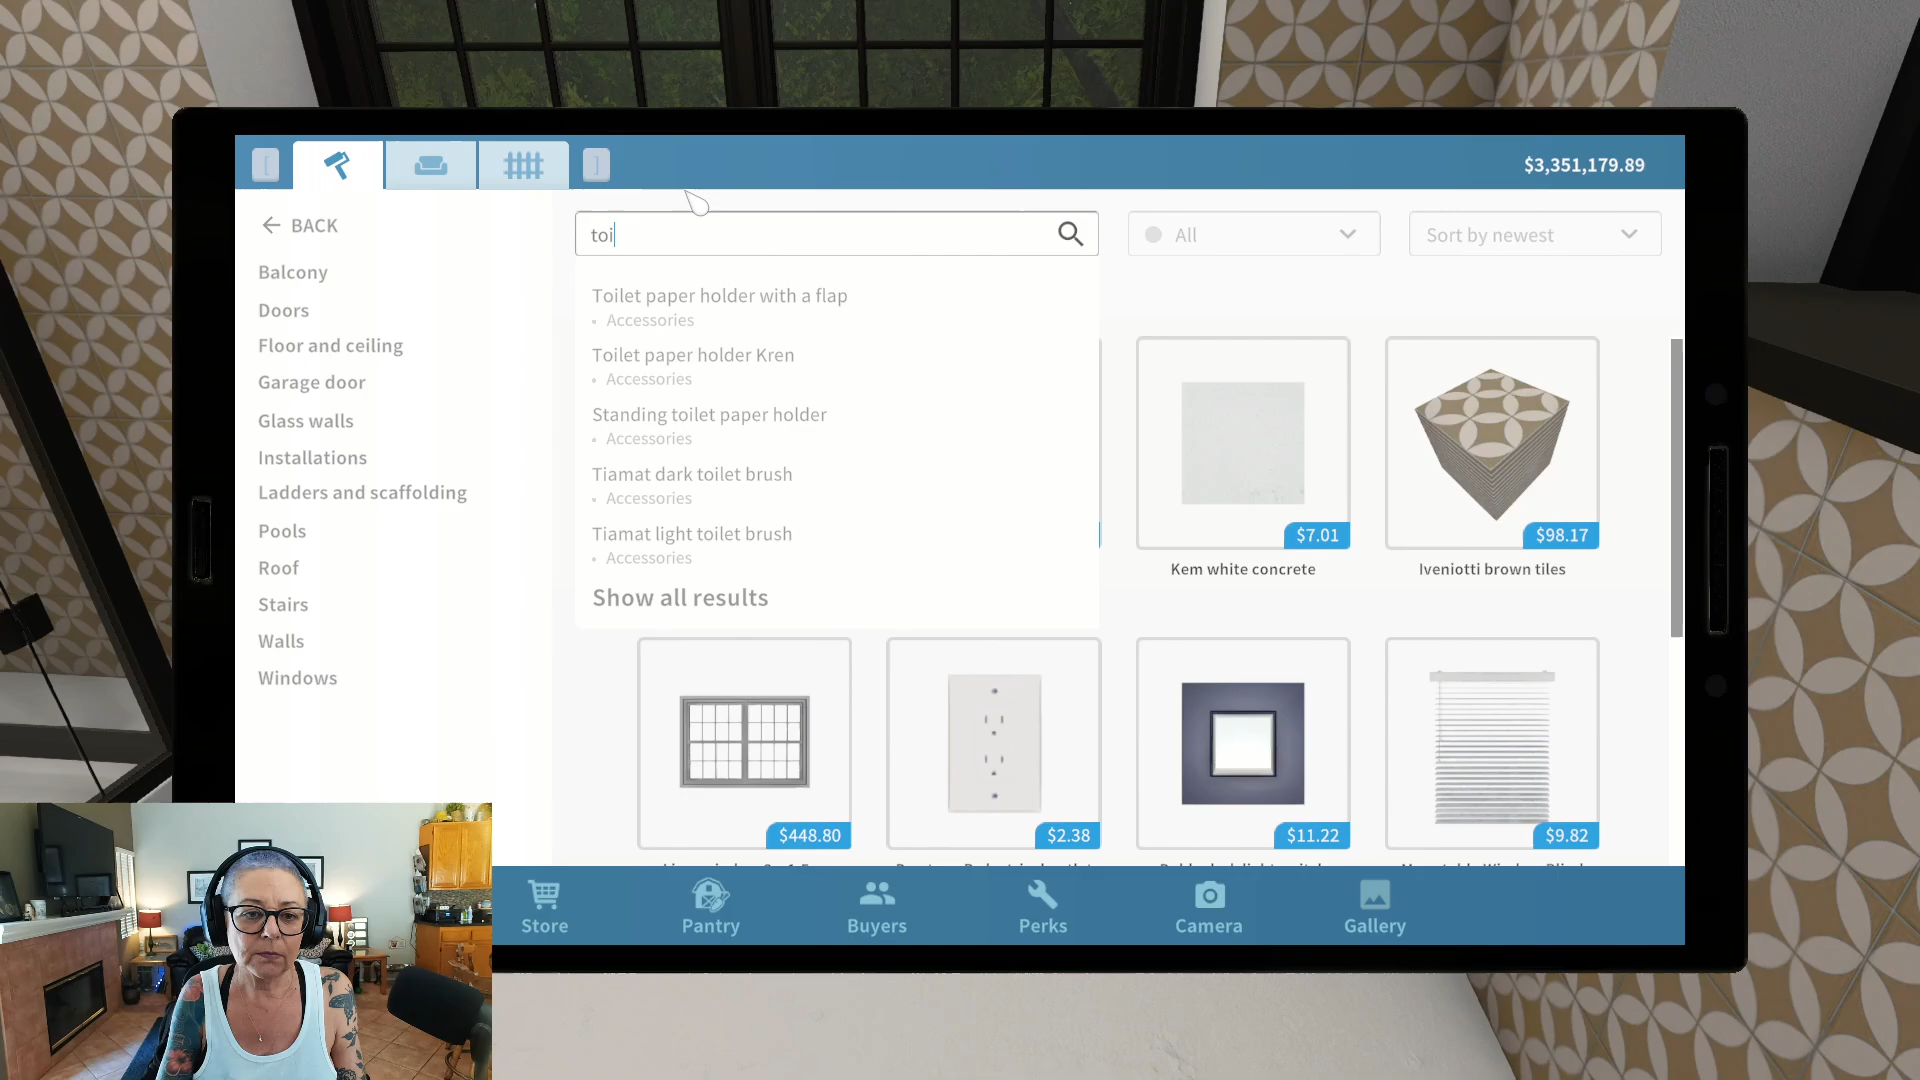 [
]
$3,351,179.89
BACK
Balcony
Doors
Floor and ceiling
Garage door
Glass walls
Installations
Ladders and scaffolding
Pools
Roof
Stairs
Walls
Windows
toi
All
Sort by newest
Toilet paper holder with a flap
• Accessories
Toilet paper holder Kren
• Accessories
Standing toilet paper holder
• Accessories
Tiamat dark toilet brush
• Accessories
Tiamat light toilet brush
• Accessories
Show all results
$7.01
Kem white concrete
$98.17
Iveniotti brown tiles
$448.80
$2.38
$11.22
$9.82
Store
Pantry
Buyers
Perks
Camera
Gallery